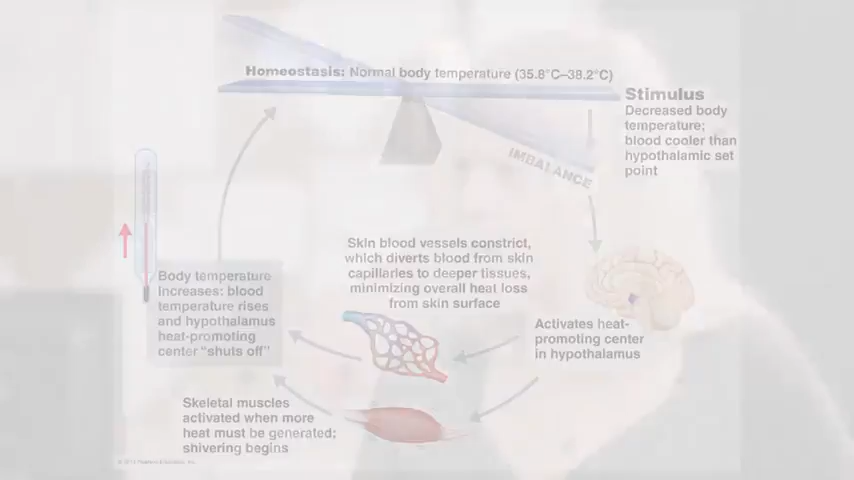 Homeostasis: Normal body temperature (35.8°C–38.2°C)
Stimulus
Decreased body
temperature;
blood cooler than
hypothalamic set
point
IMBALANCE
Skin blood vessels constrict,
which diverts blood from skin
capillaries to deeper tissues,
minimizing overall heat loss
from skin surface
Activates heat-
promoting center
in hypothalamus
Body temperature
increases: blood
temperature rises
and hypothalamus
heat-promoting
center “shuts off”
Skeletal muscles
activated when more
heat must be generated;
shivering begins